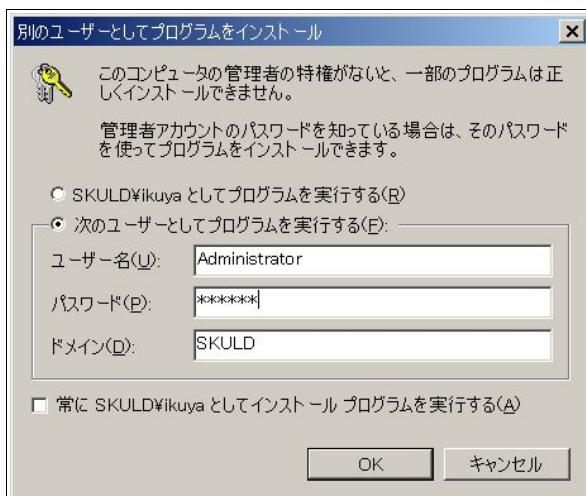 別のユーザーとしてプログラムをインストール
このコンピュータの管理者の特権がないと、一部のプログラムは正
しくインストールできません。
管理者アカウントのパスワードを知っている場合は、そのパスワード
を使ってプログラムをインストールできます。
SKULD¥ikuya としてプログラムを実行する(R)
次のユーザーとしてプログラムを実行する(F):
ユーザー名(U): Administrator
パスワード(P): ******
ドメイン(D): SKULD
常に SKULD¥ikuya としてインストール プログラムを実行する(A)
OK キャンセル